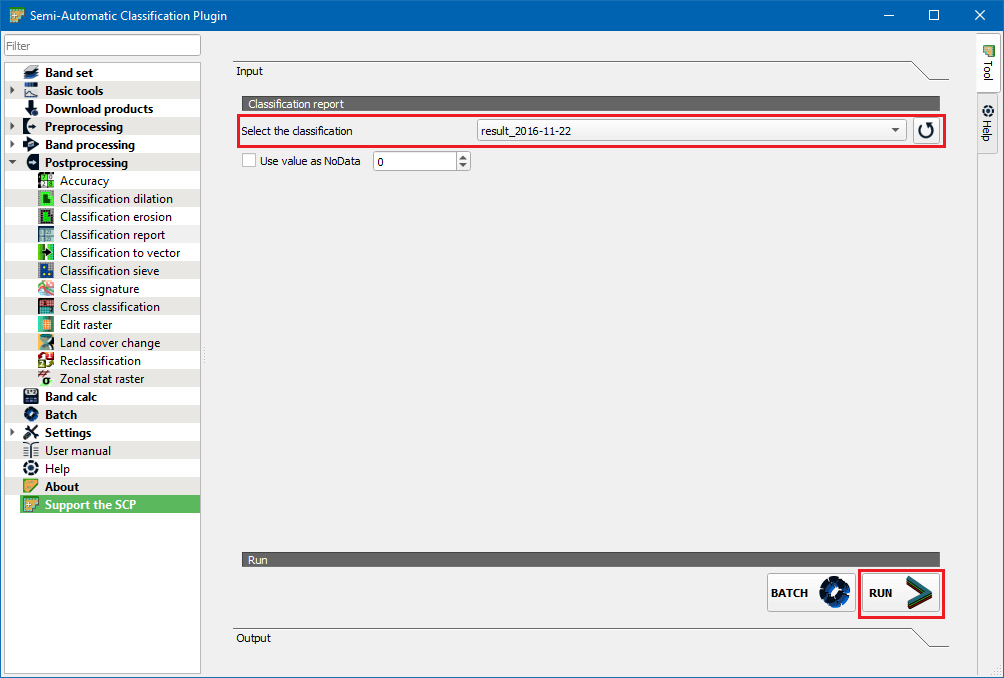 Semi-Automatic Classification Plugin
Filter
Band set
Basic tools
Download products
Preprocessing
Band processing
Postprocessing
Accuracy
Classification dilation
Classification erosion
Classification report
Classification to vector
Classification sieve
Class signature
Cross classification
Edit raster
Land cover change
Reclassification
Zonal stat raster
Band calc
Batch
Settings
User manual
Help
About
Support the SCP
Input
Classification report
Select the classification result_2016-11-22
Use value as NoData 0
Run
BATCH RUN
Output
Tool
Help